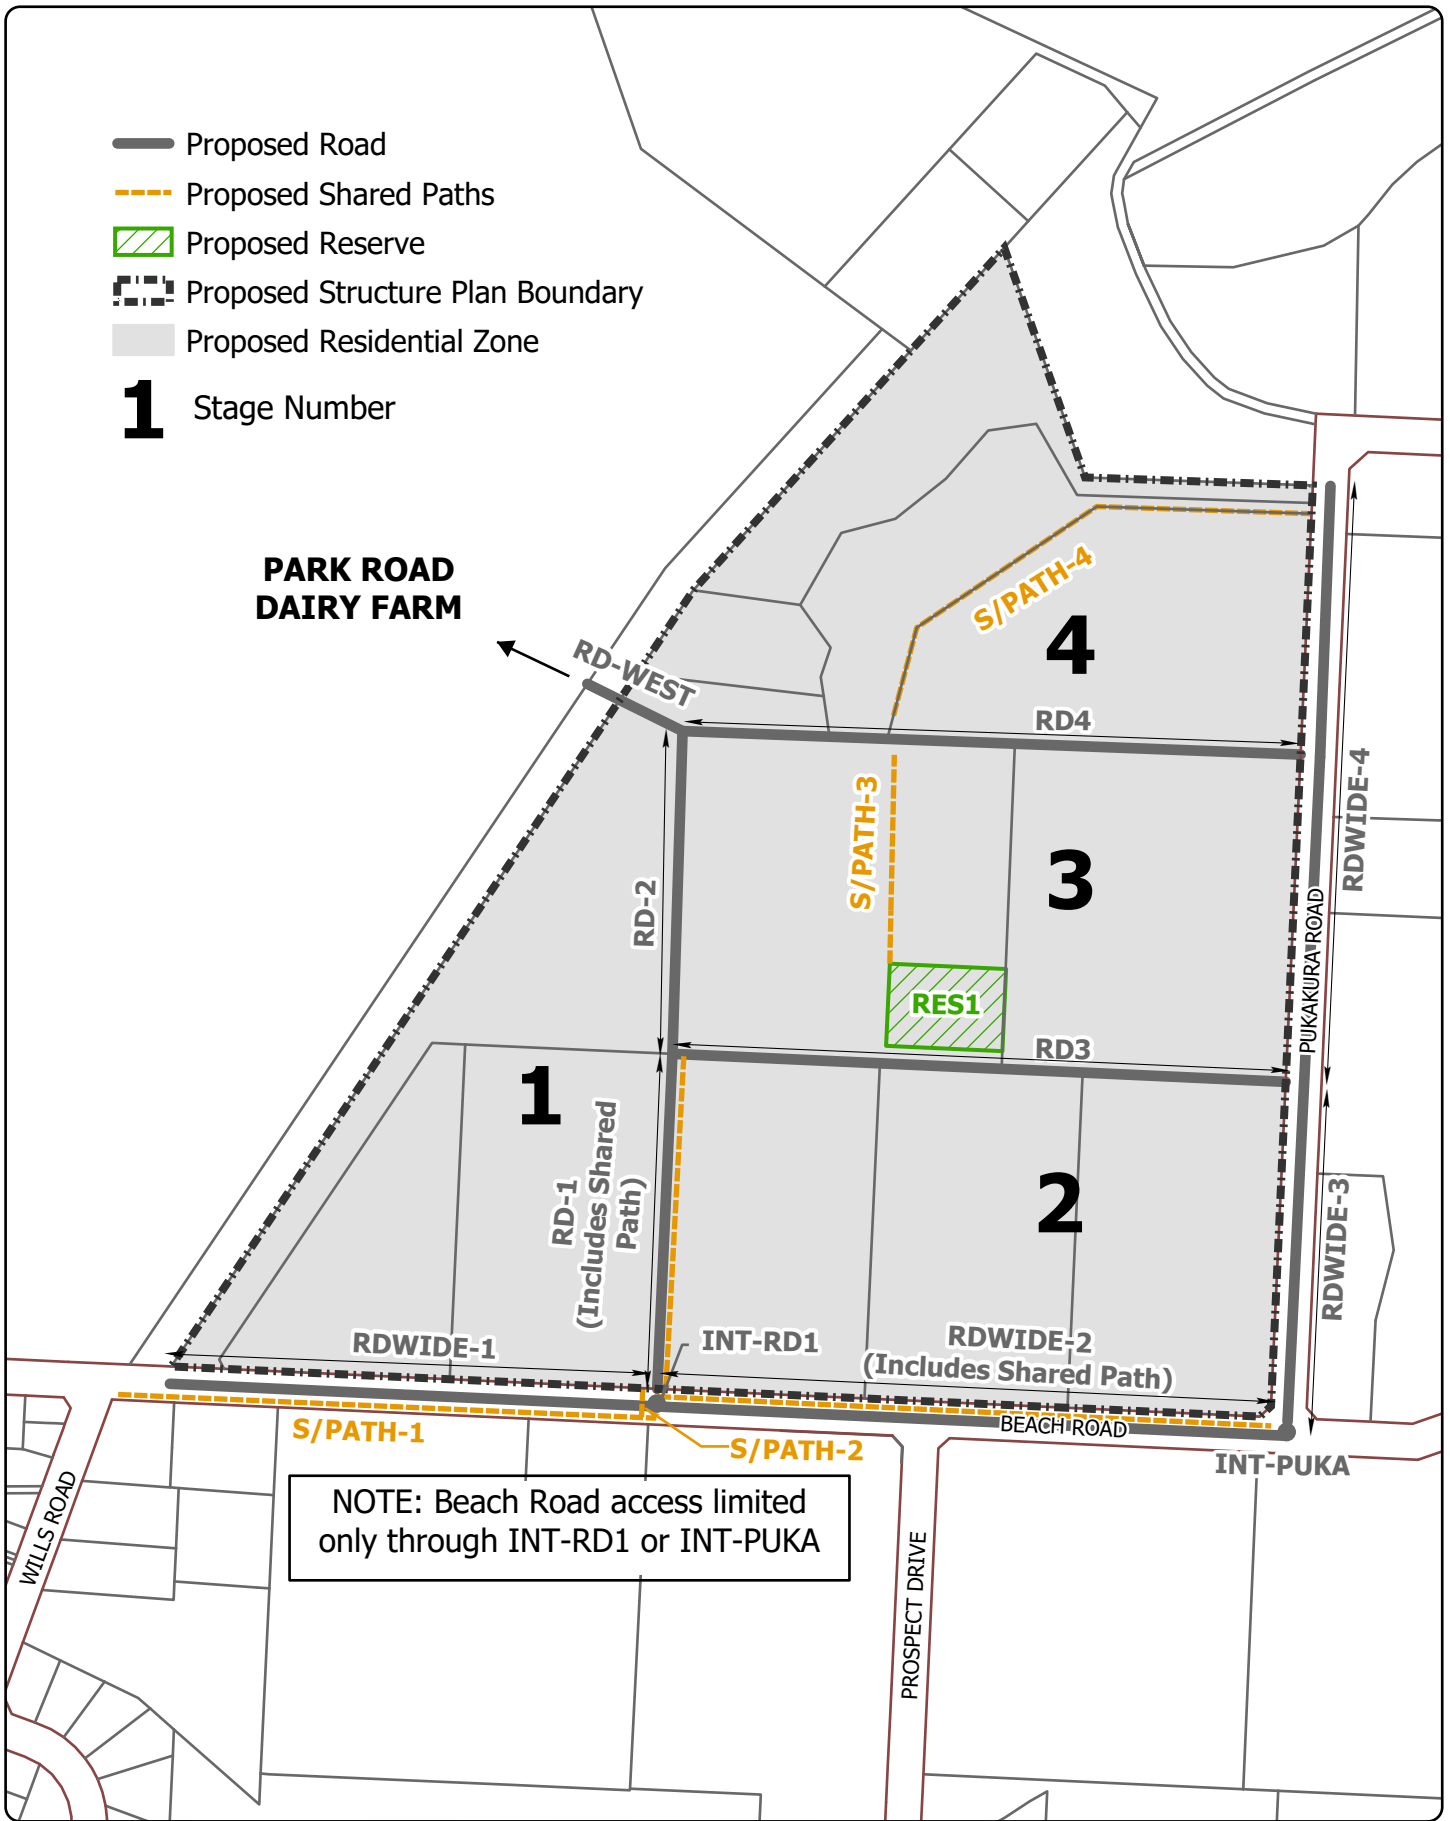 Proposed Road
Proposed Shared Paths
Proposed Reserve
Proposed Structure Plan Boundary
Proposed Residential Zone
1 Stage Number
PARK ROAD
DAIRY FARM
RD-WEST
S/PATH-4
4
RD4
RDWIDE-4
S/PATH-3
3
RD-2
PUKAKURA ROAD
RES1
RD3
1
RD-1
(Includes Shared
Path)
2
RDWIDE-3
RDWIDE-1
INT-RD1
RDWIDE-2
(Includes Shared Path)
S/PATH-1
BEACH ROAD
S/PATH-2
INT-PUKA
NOTE: Beach Road access limited
only through INT-RD1 or INT-PUKA
WILLS ROAD
PROSPECT DRIVE